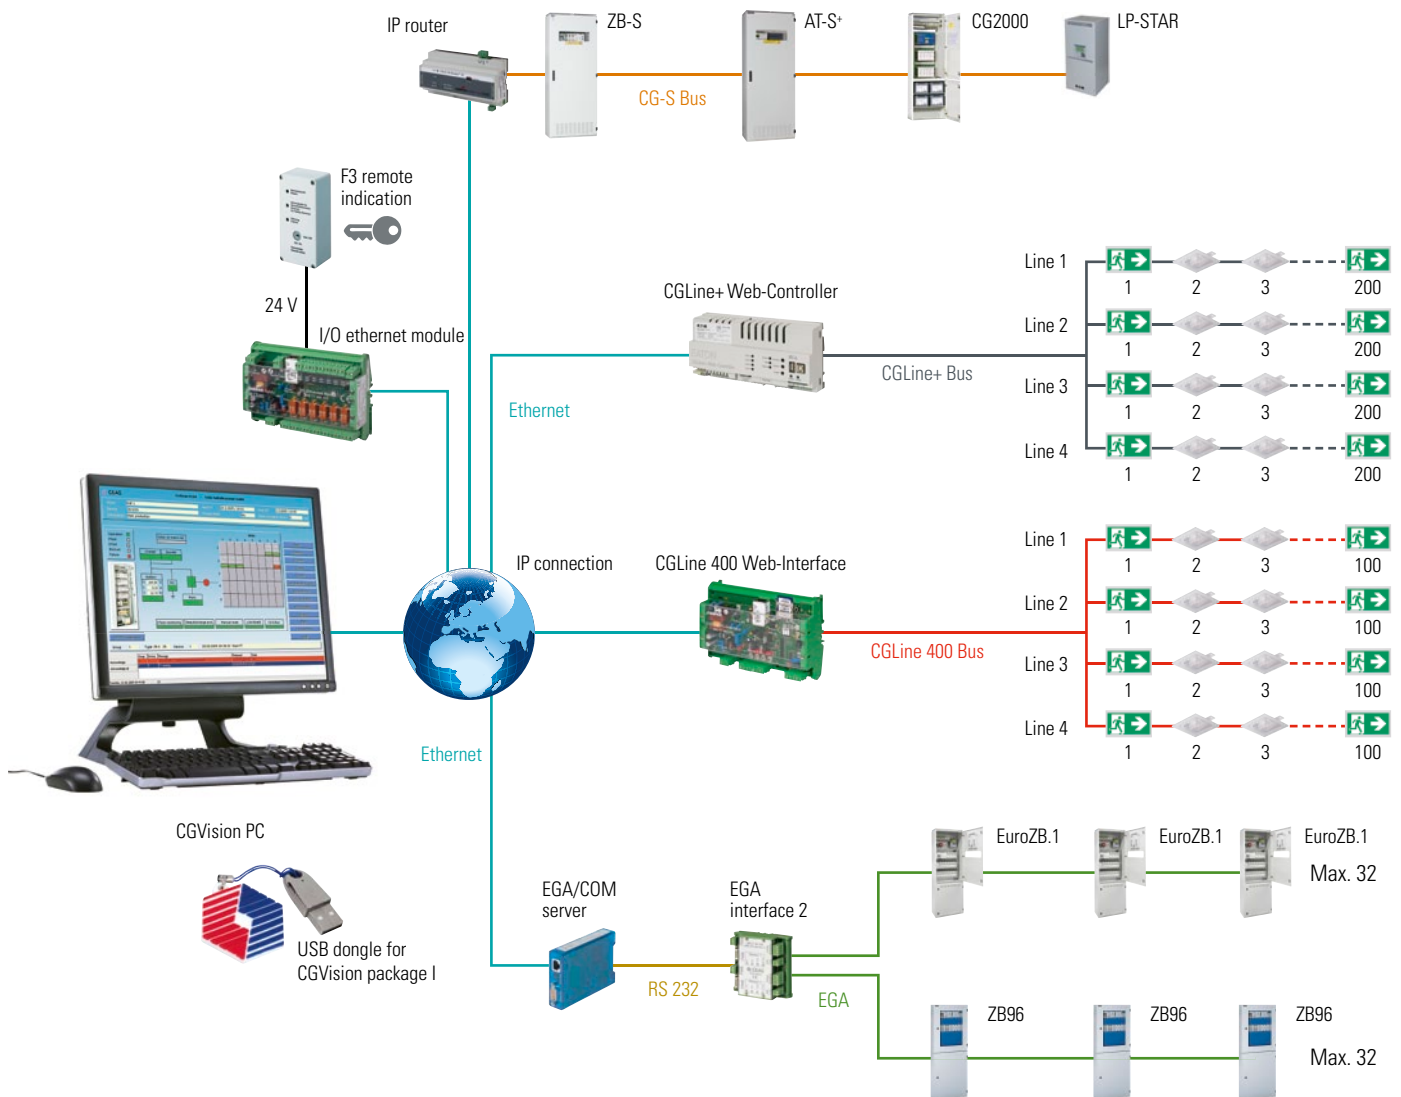 IP router
ZB-S
AT-S+
CG2000
LP-STAR
CG-S Bus
F3 remote
indication
24 V
I/O ethernet module
CGLine+ Web-Controller
CGLine+ Bus
Ethernet
Line 1
1 2 3 200
Line 2
1 2 3 200
Line 3
1 2 3 200
Line 4
1 2 3 200
IP connection
CGLine 400 Web-Interface
CGLine 400 Bus
Line 1
1 2 3 100
Line 2
1 2 3 100
Line 3
1 2 3 100
Line 4
1 2 3 100
Ethernet
CGVision PC
USB dongle for
CGVision package I
EGA/COM
server
RS 232
EGA
interface 2
EGA
EuroZB.1
EuroZB.1
EuroZB.1
Max. 32
ZB96
ZB96
ZB96
Max. 32